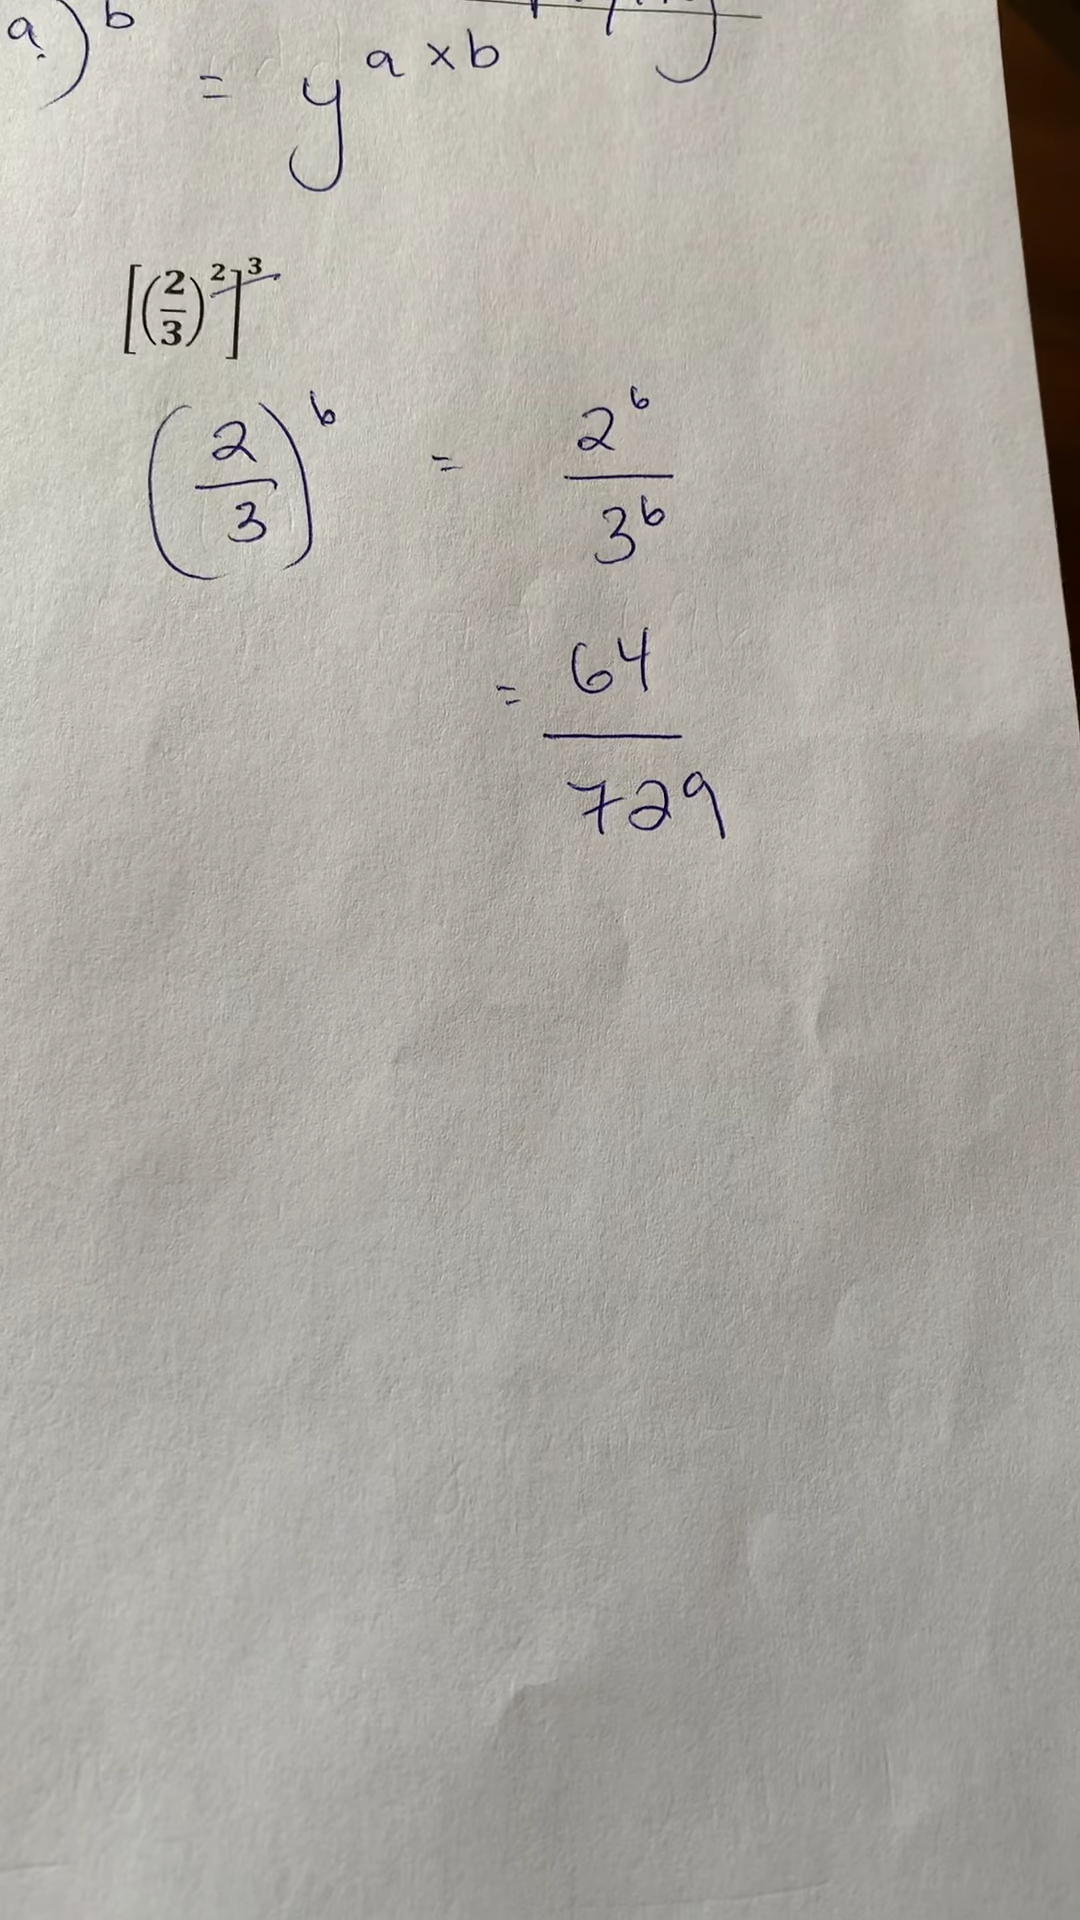 a)^b = y^(a × b)
[(2/3)^2]^3
(2/3)^6 = 2^6/3^6
= 64/729